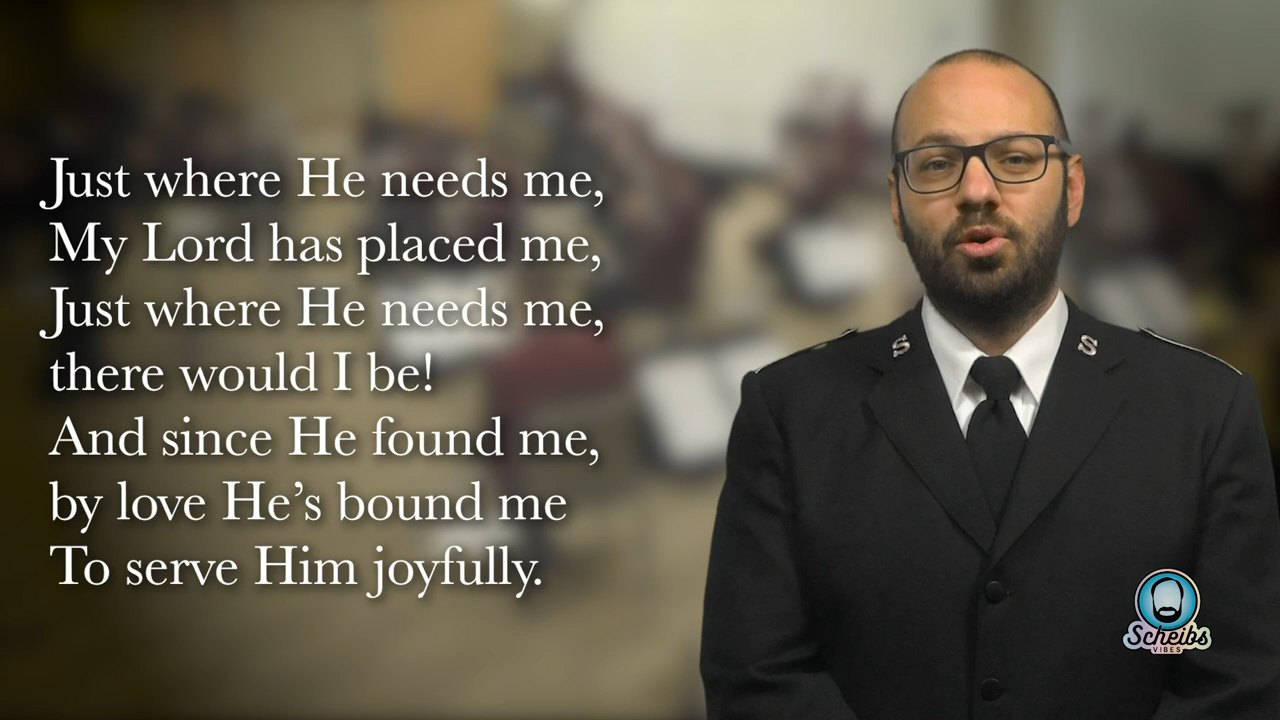 Just where He needs me,
My Lord has placed me,
Just where He needs me,
there would I be!
And since He found me,
by love He’s bound me
To serve Him joyfully.
S S
Scheibs
VIBES